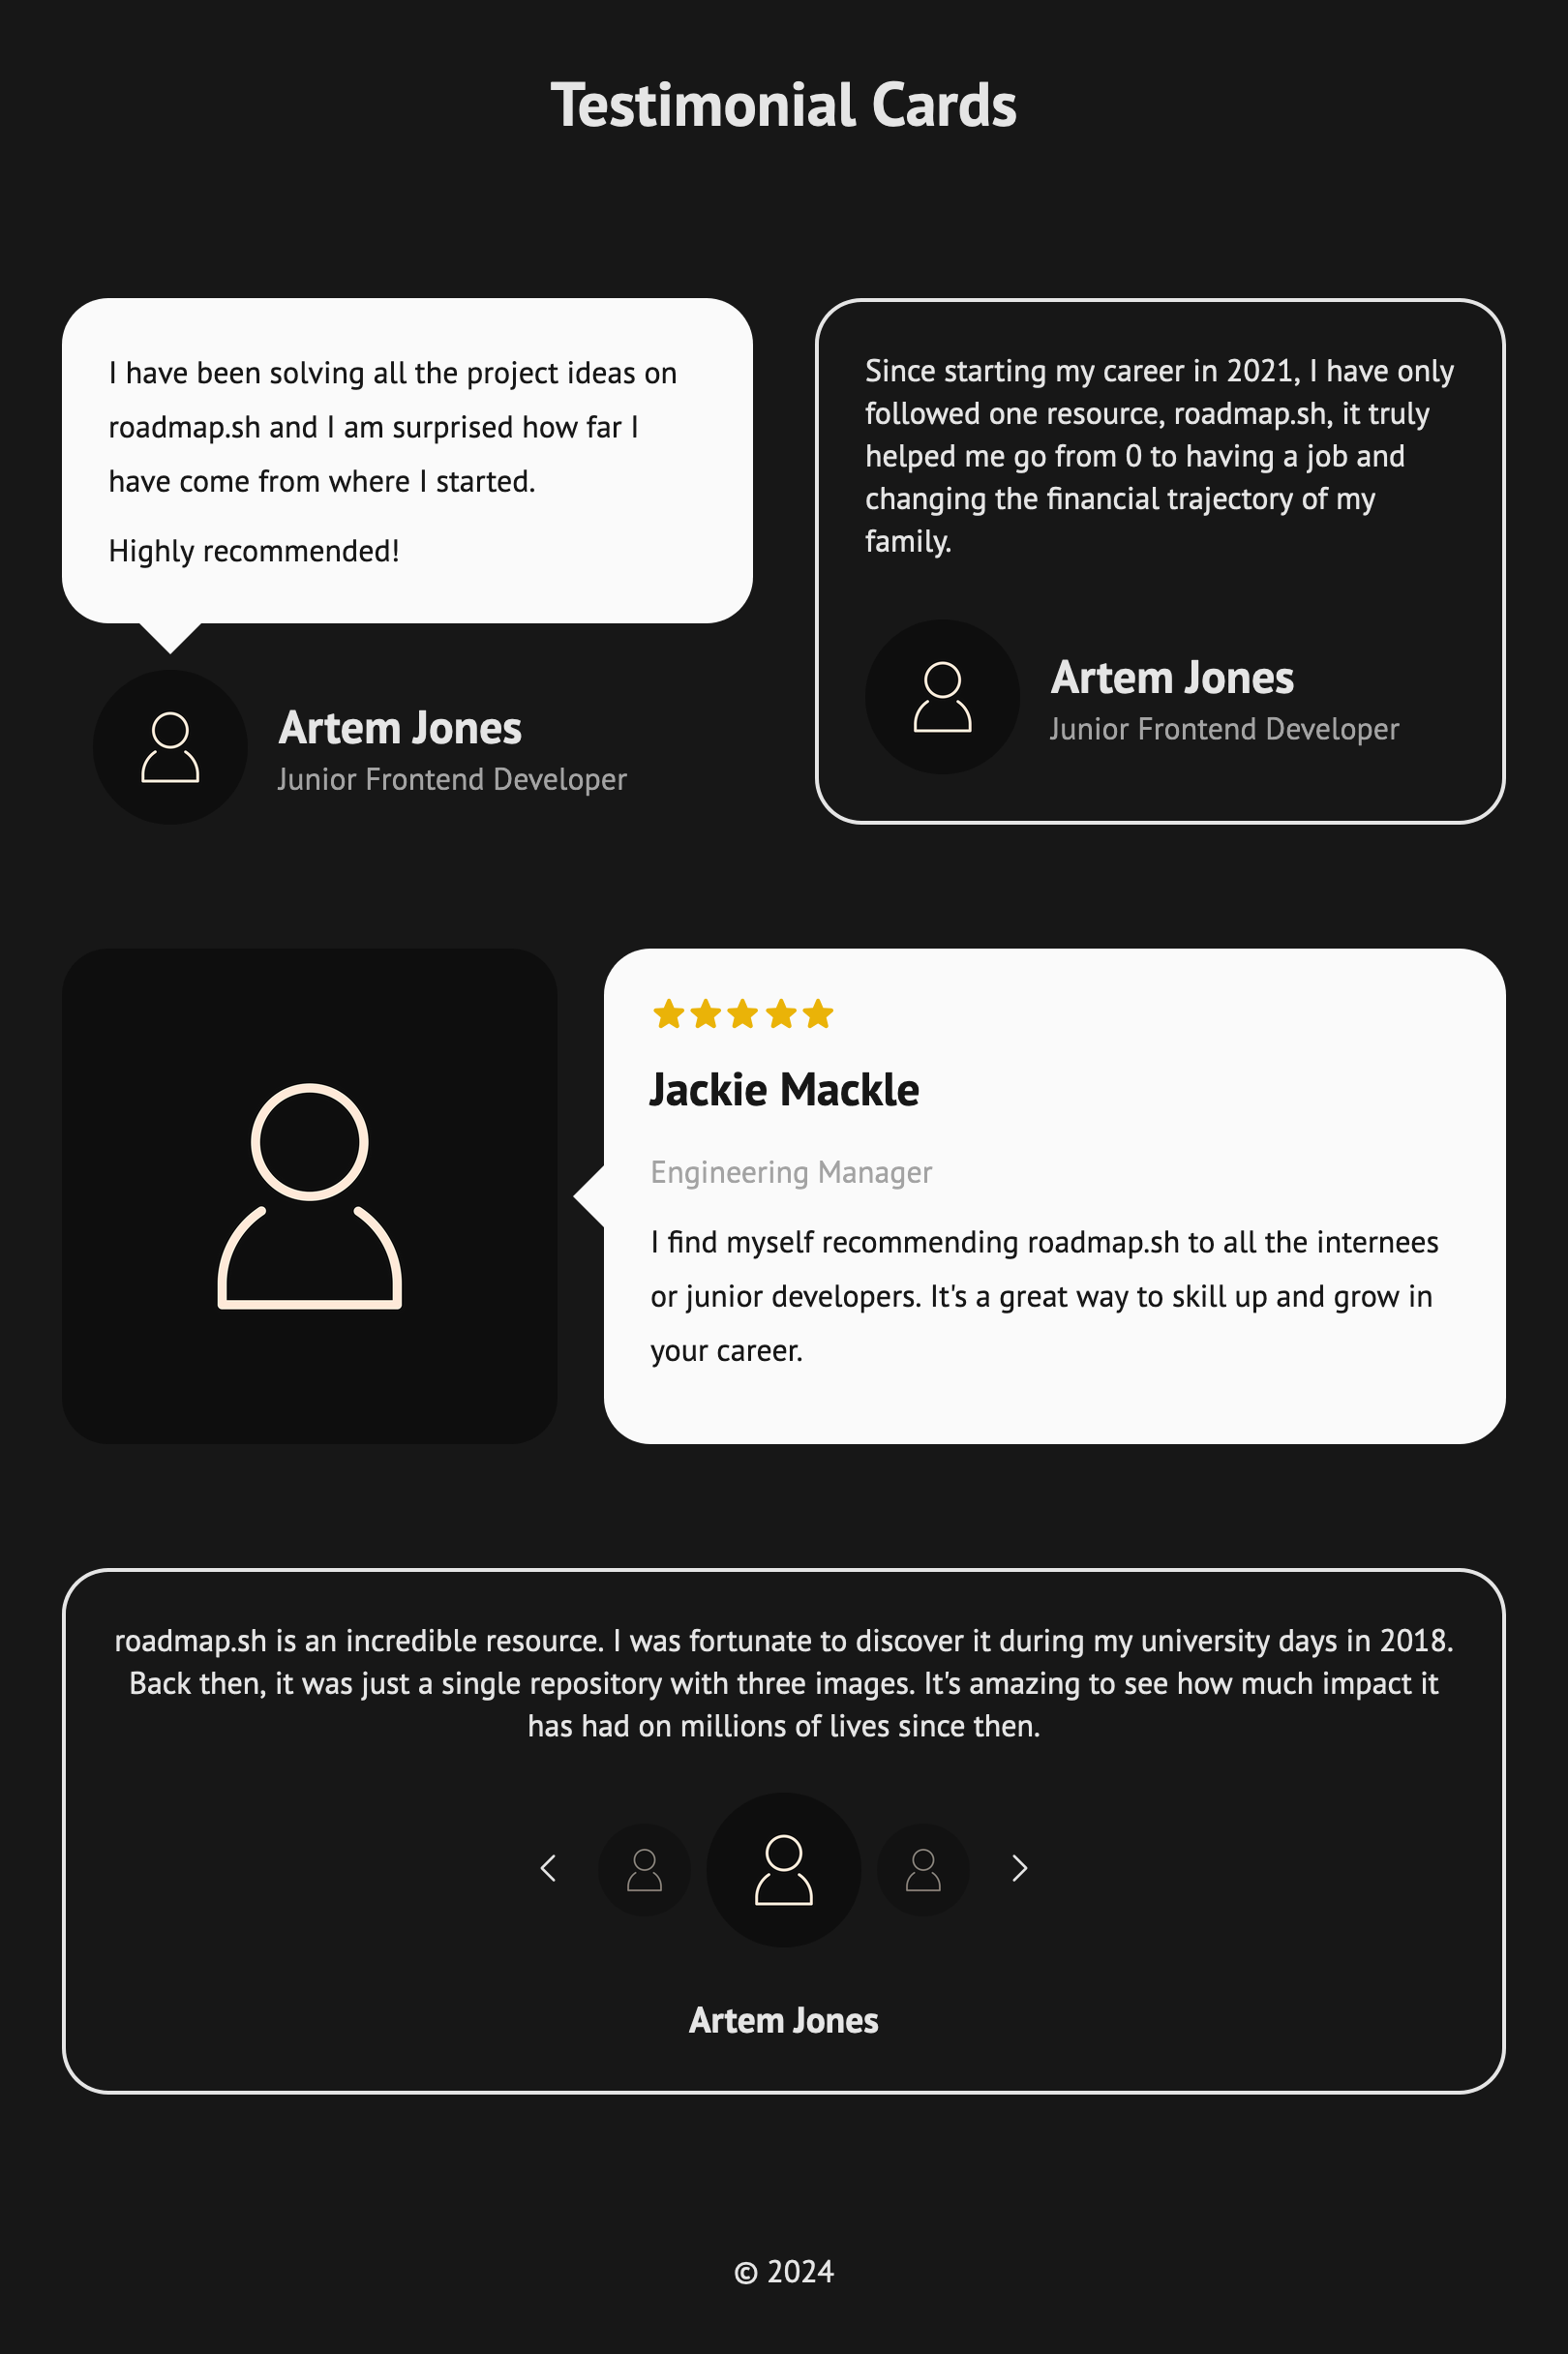 Testimonial Cards
I have been solving all the project ideas on
roadmap.sh and I am surprised how far I
have come from where I started.
Highly recommended!
Artem Jones
Junior Frontend Developer
Since starting my career in 2021, I have only
followed one resource, roadmap.sh, it truly
helped me go from 0 to having a job and
changing the financial trajectory of my
family.
Artem Jones
Junior Frontend Developer
Jackie Mackle
Engineering Manager
I find myself recommending roadmap.sh to all the internees
or junior developers. It's a great way to skill up and grow in
your career.
roadmap.sh is an incredible resource. I was fortunate to discover it during my university days in 2018.
Back then, it was just a single repository with three images. It's amazing to see how much impact it
has had on millions of lives since then.
Artem Jones
© 2024